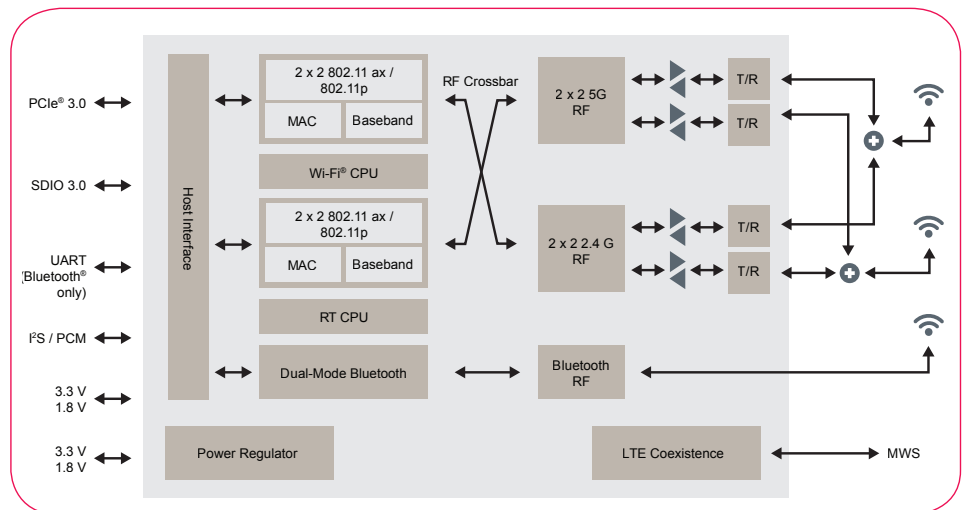 PCIe® 3.0
SDIO 3.0
UART
(Bluetooth®
only)
I²S / PCM
3.3 V
1.8 V
3.3 V
1.8 V
Host Interface
2 x 2 802.11 ax /
802.11p
MAC
Baseband
Wi-Fi® CPU
2 x 2 802.11 ax /
802.11p
MAC
Baseband
RT CPU
Dual-Mode Bluetooth
Power Regulator
RF Crossbar
2 x 2 5G
RF
2 x 2 2.4 G
RF
Bluetooth
RF
LTE Coexistence
T/R
T/R
T/R
T/R
MWS